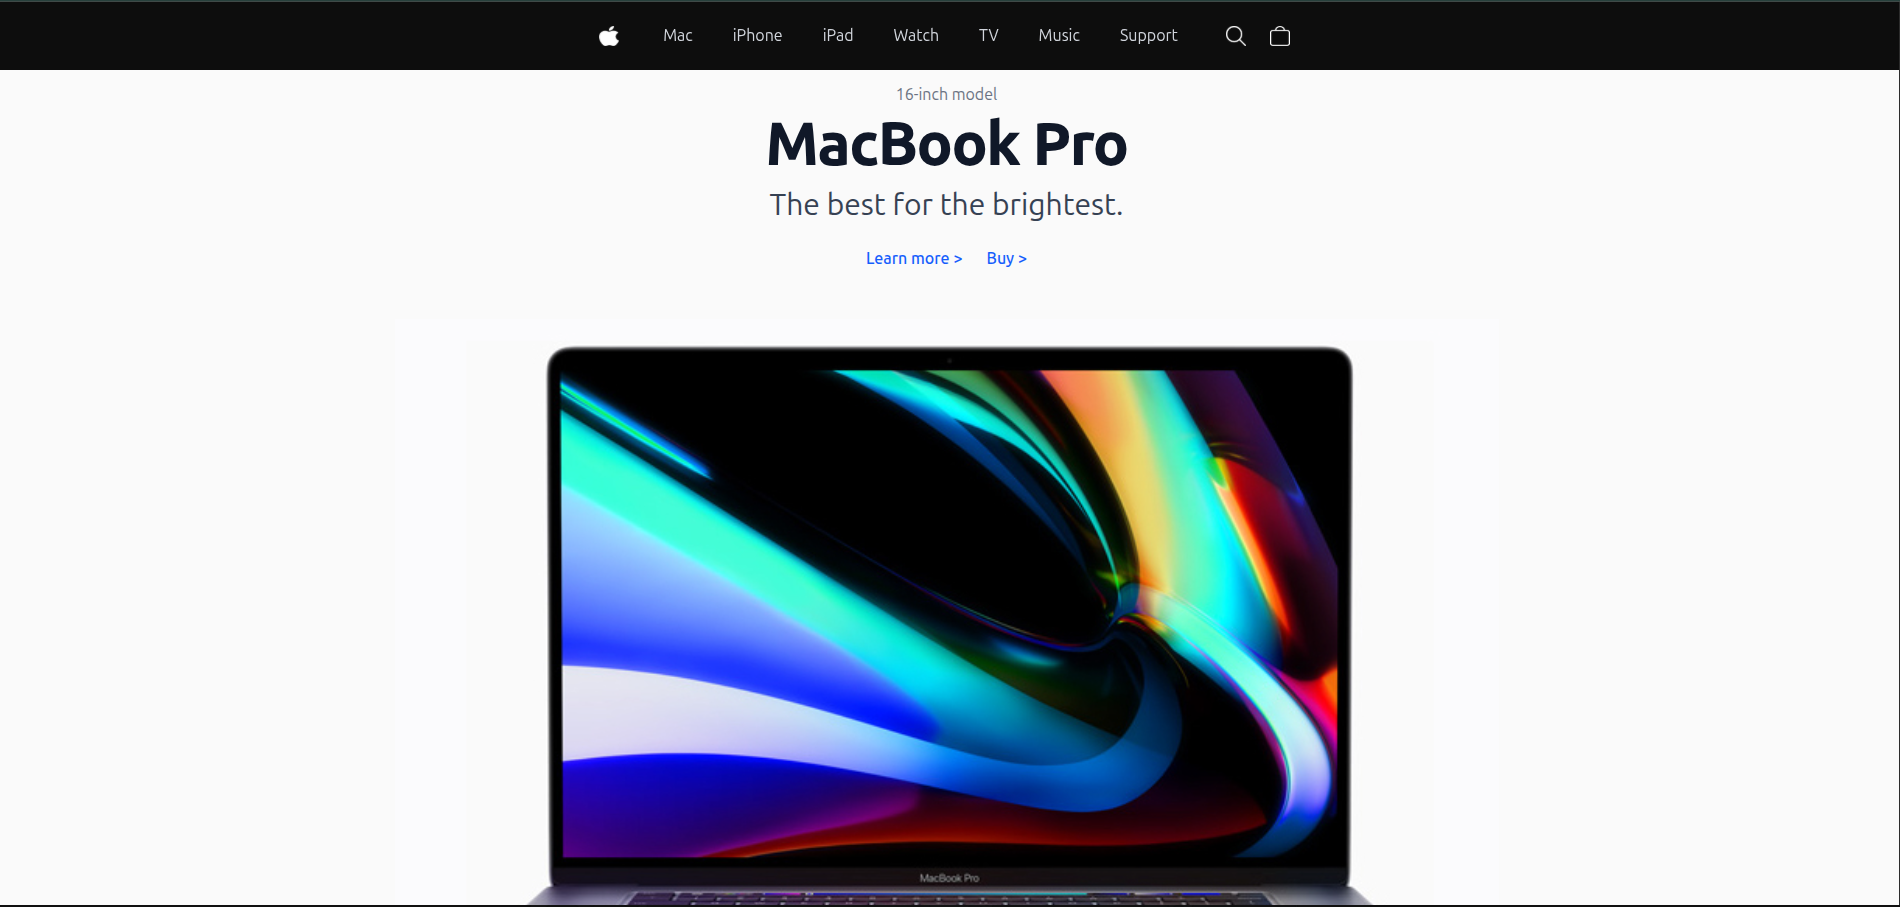 Mac iPhone iPad Watch TV Music Support
16-inch model
MacBook Pro
The best for the brightest.
Learn more > Buy >
MacBook Pro